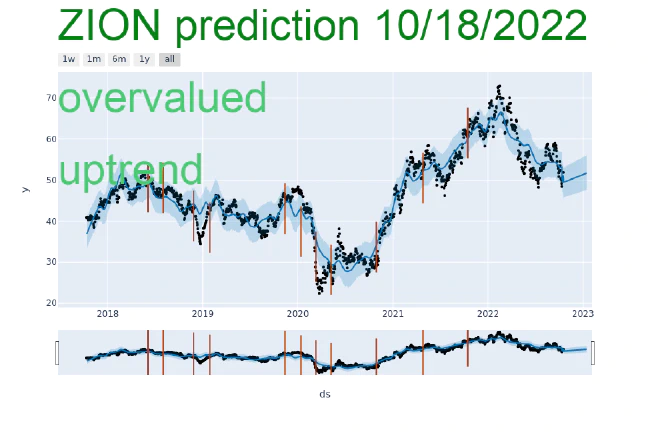 ZION prediction 10/18/2022
1w 1m 6m 1y all
overvalued
uptrend
70
60
50
40
30
20
y
2018 2019 2020 2021 2022 2023
ds